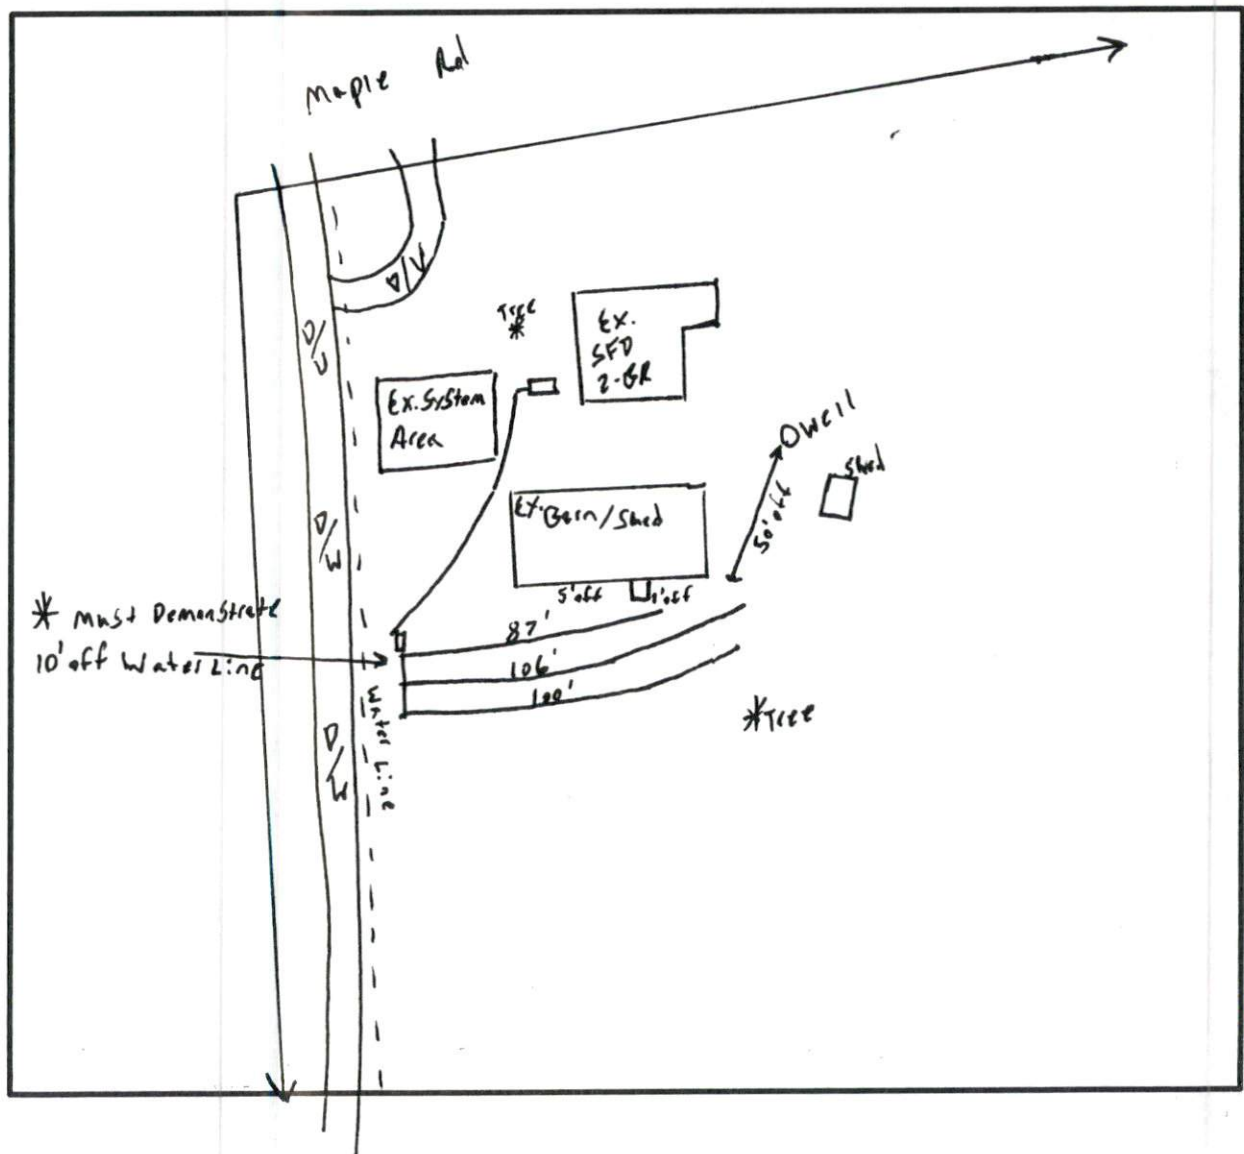 Maple Rd
D/W
D/W
Tree
Ex.
SFD
2-BR
Ex. System
Area
Well
Shed
50' off
Ex. Barn/Shed
D/W
5' off
1' off
* Must Demonstrate
10' off Water Line
87'
106'
100'
Water Line
*Tree
D/W